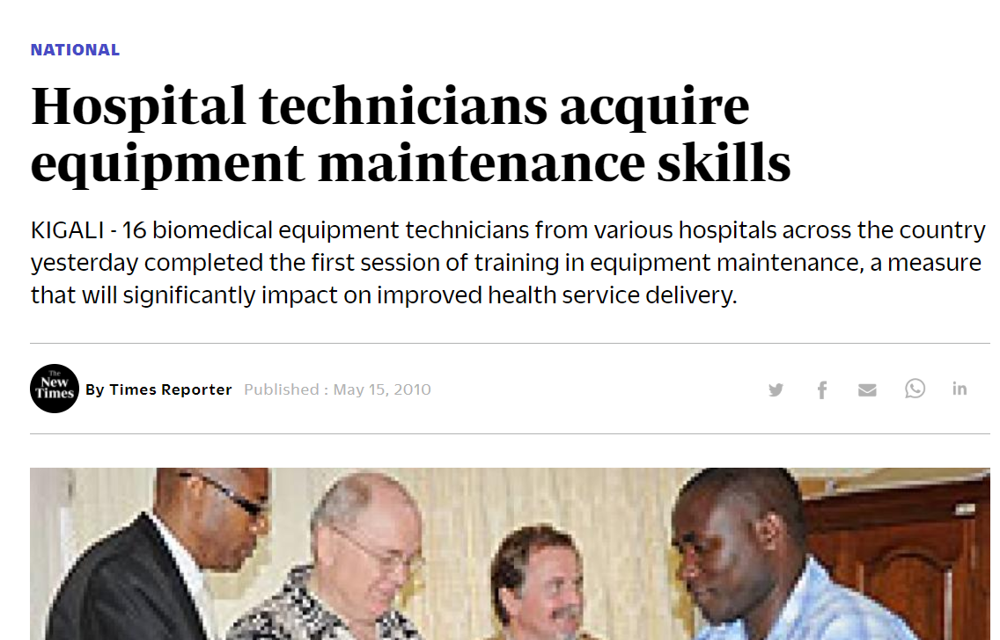 NATIONAL
Hospital technicians acquire
equipment maintenance skills
KIGALI - 16 biomedical equipment technicians from various hospitals across the country
yesterday completed the first session of training in equipment maintenance, a measure
that will significantly impact on improved health service delivery.
The
New
Times
By Times Reporter Published : May 15, 2010
in